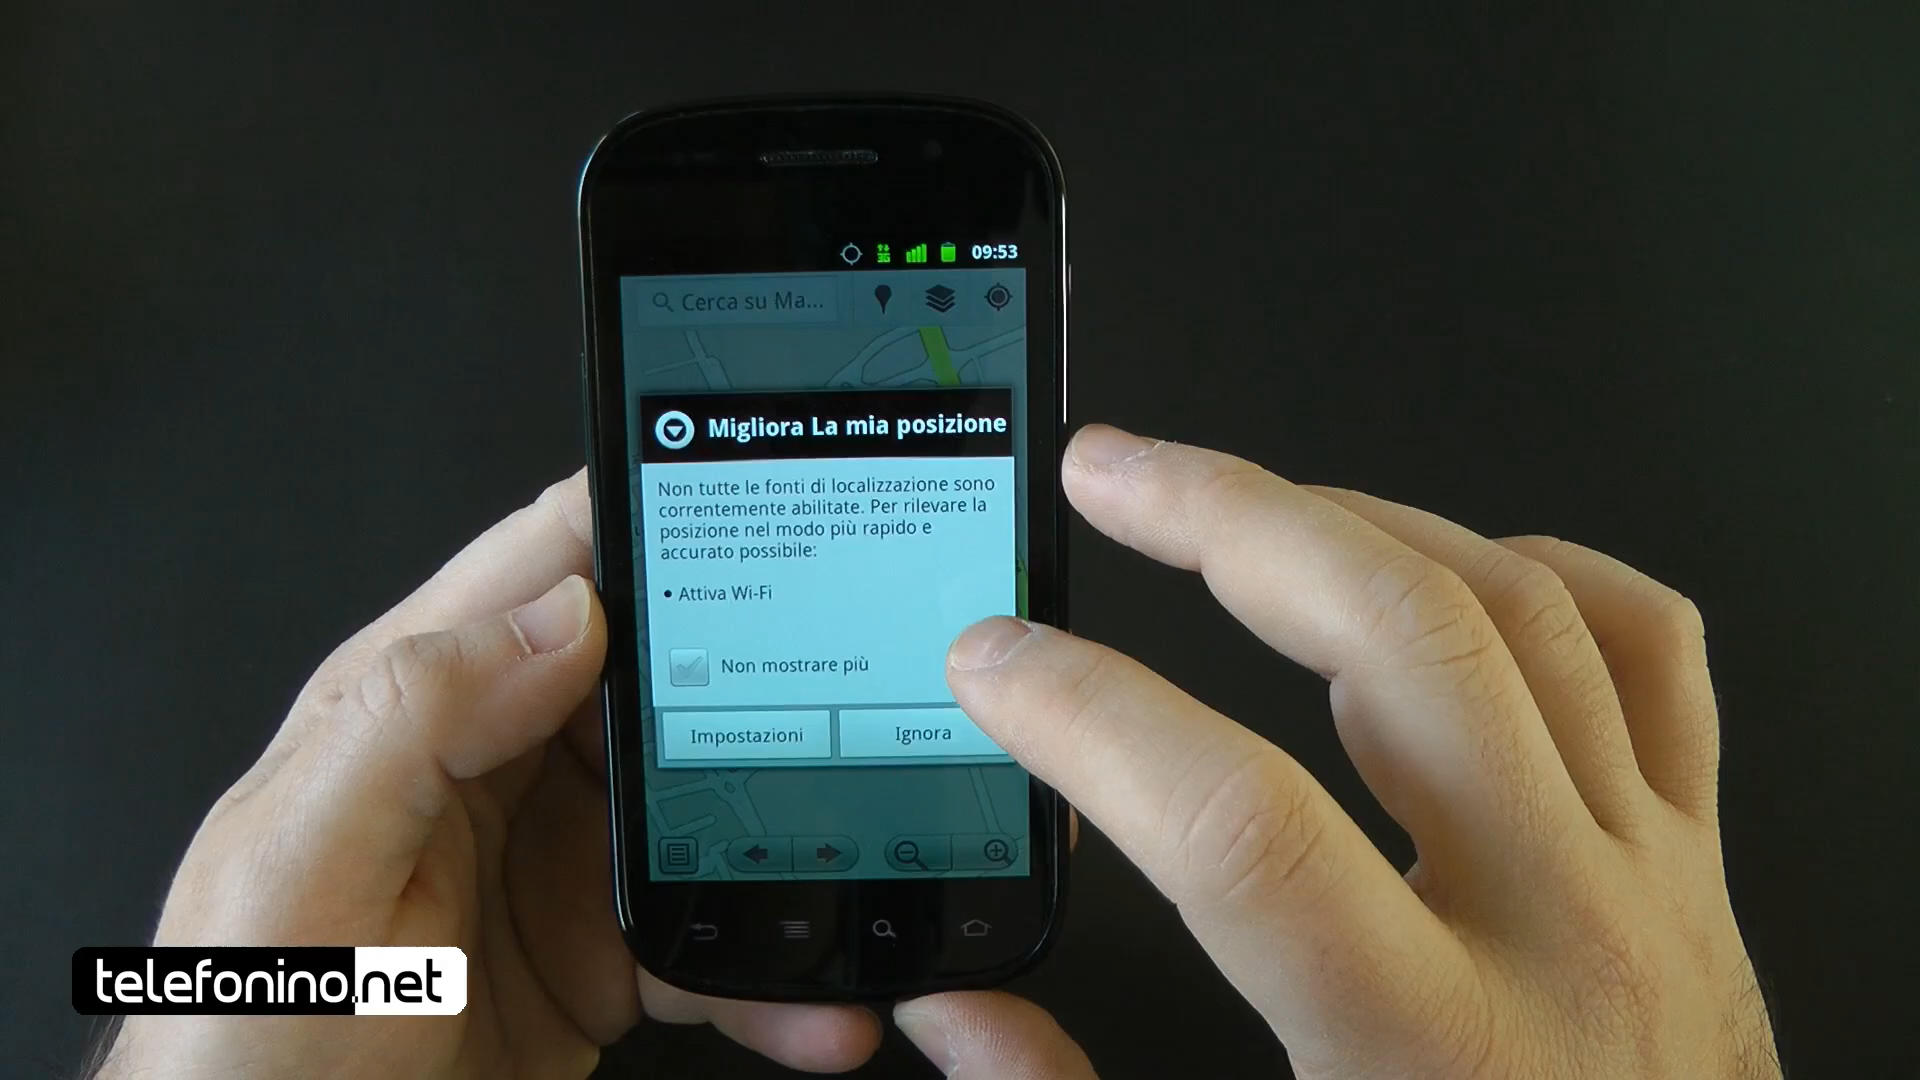 3G 09:53
Cerca su Ma...
Migliora La mia posizione
Non tutte le fonti di localizzazione sono
correntemente abilitate. Per rilevare la
posizione nel modo più rapido e
accurato possibile:
• Attiva Wi-Fi
Non mostrare più
Impostazioni Ignora
telefonino.net